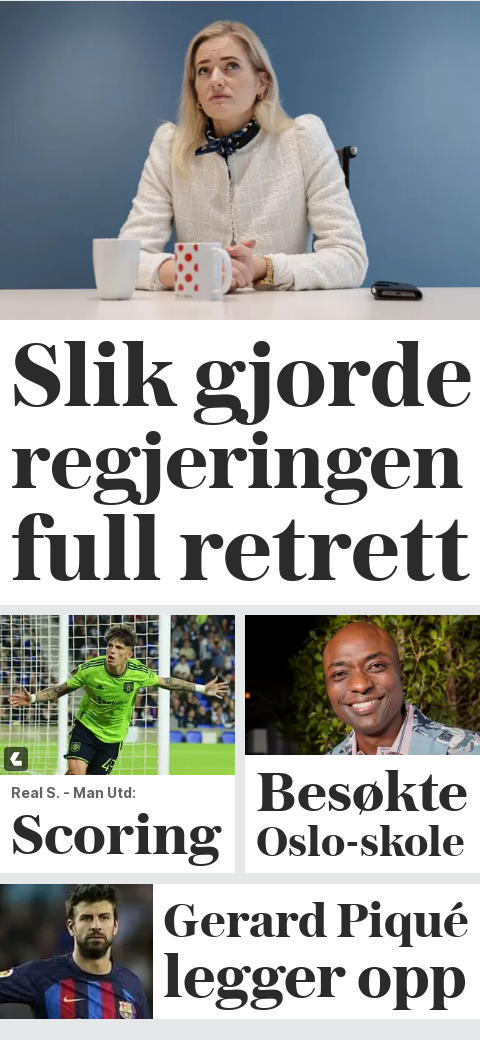 Slik gjorde
regjeringen
full retrett
Real S. - Man Utd:
Scoring
Besøkte
Oslo-skole
Gerard Piqué
legger opp